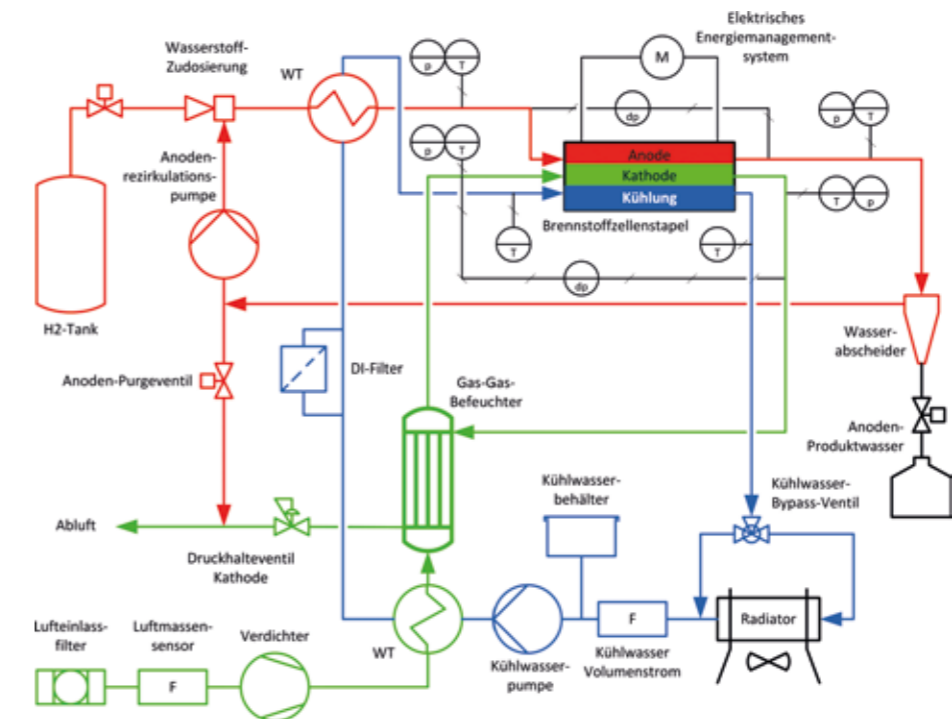 Elektrisches
Energiemanagement-
system
Wasserstoff-
Zudosierung
WT
p
T
M
dp
p
T
p
T
Anoden-
rezirkulations-
pumpe
Anode
Kathode
Kühlung
T
p
Brennstoffzellenstapel
T
T
dp
H2-Tank
Wasser-
abscheider
DI-Filter
Anoden-Purgeventil
Gas-Gas-
Befeuchter
Anoden-
Produktwasser
Kühlwasser-
behälter
Kühlwasser-
Bypass-Ventil
Abluft
Druckhalteventil
Kathode
Lufteinlass-
filter
Luftmassen-
sensor
Verdichter
F
WT
Kühlwasser-
pumpe
F
Kühlwasser
Volumenstrom
Radiator